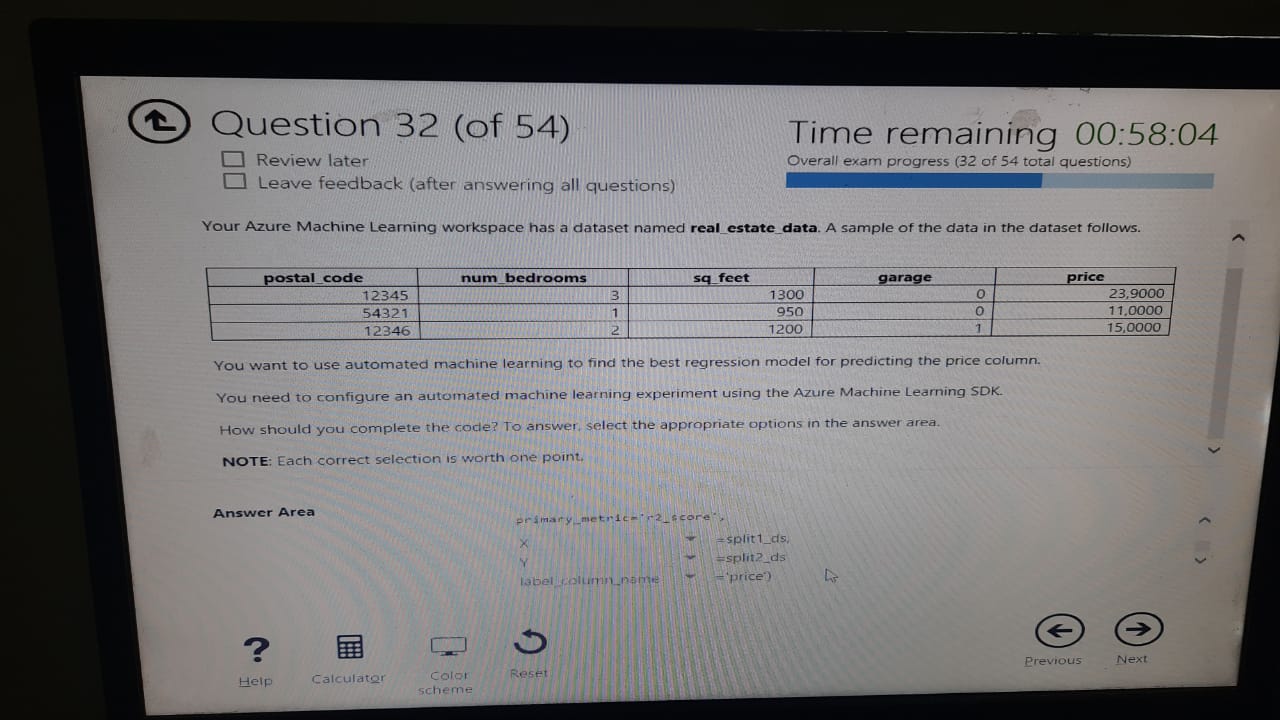 Question 32 (of 54)
Time remaining 00:58:04
Review later
Overall exam progress (32 of 54 total questions)
Leave feedback (after answering all questions)
Your Azure Machine Learning workspace has a dataset named real_estate_data. A sample of the data in the dataset follows.
postal_code num_bedrooms sq_feet garage price
12345 3 1300 0 23,9000
54321 1 950 0 11,0000
12346 2 1200 1 15,0000
You want to use automated machine learning to find the best regression model for predicting the price column.
You need to configure an automated machine learning experiment using the Azure Machine Learning SDK.
How should you complete the code? To answer, select the appropriate options in the answer area.
NOTE: Each correct selection is worth one point.
Answer Area
primary_metric='r2_score',
X =split1_ds,
Y =split2_ds
label_column_name ='price')
? Help
Calculator
Color scheme
Reset
Previous
Next